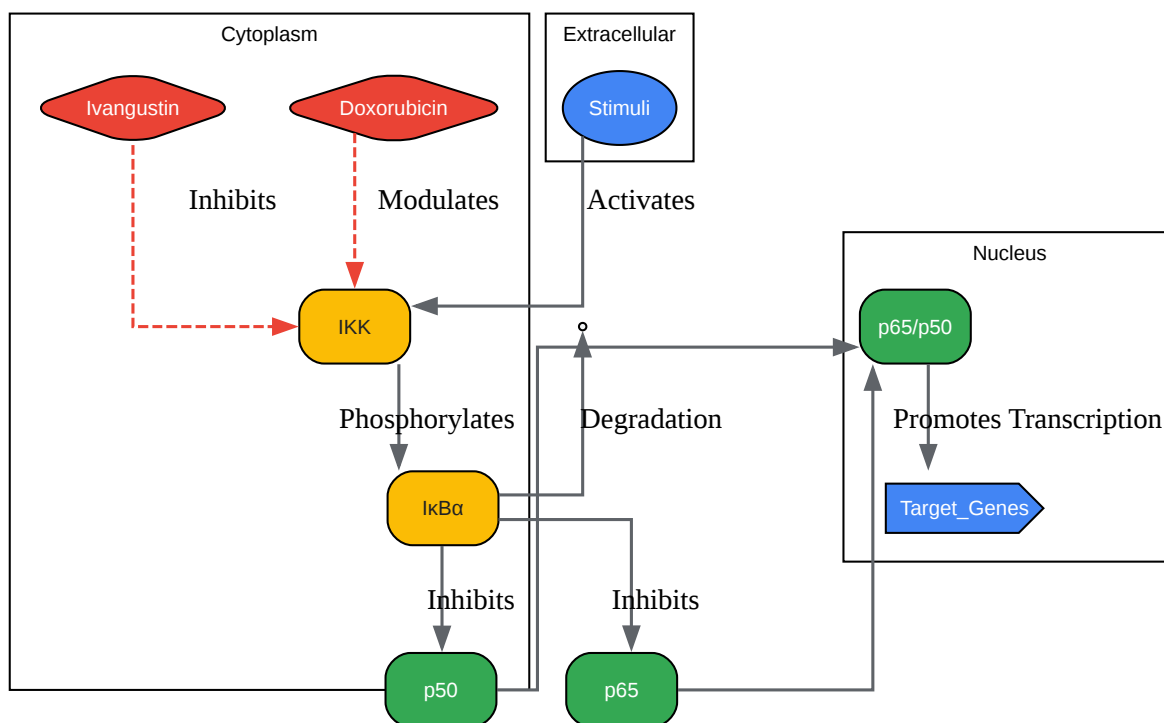 Cytoplasm
Extracellular
Ivangustin
Doxorubicin
Stimuli
Inhibits
Modulates
Activates
Nucleus
IKK
p65/p50
Phosphorylates
Degradation
Promotes Transcription
IκBα
Target_Genes
Inhibits
Inhibits
p50
p65